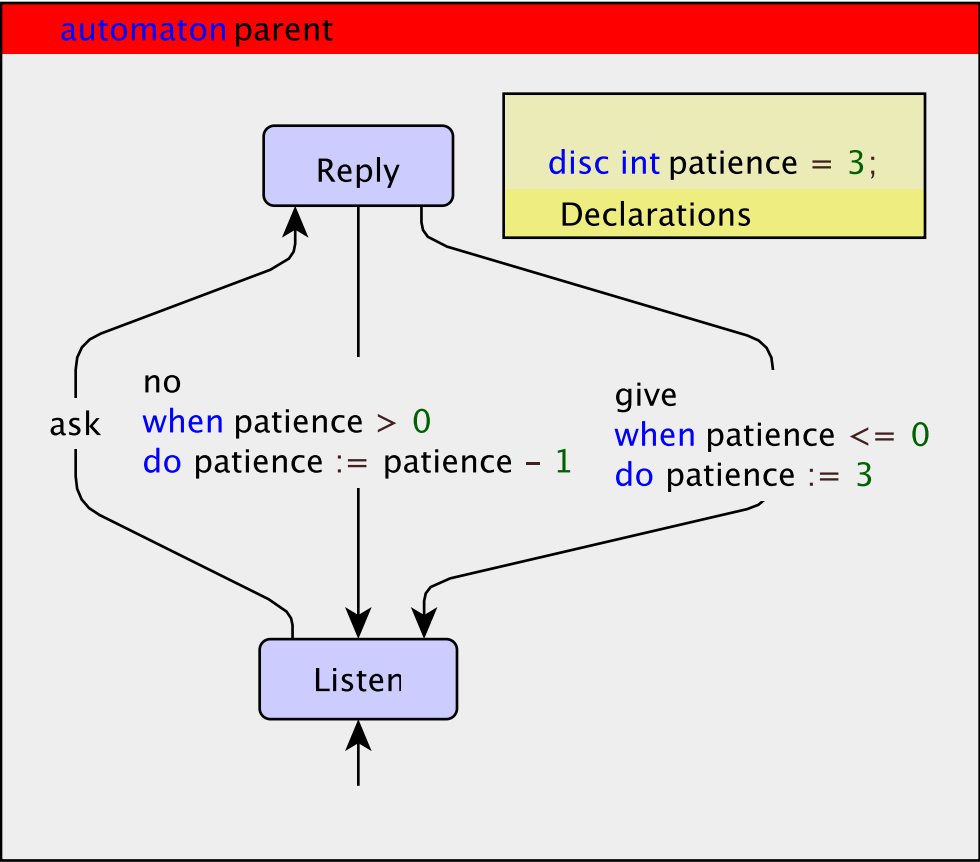 automaton parent
Reply
disc int patience = 3;
Declarations
ask
no
when patience > 0
do patience := patience – 1
give
when patience <= 0
do patience := 3
Listen